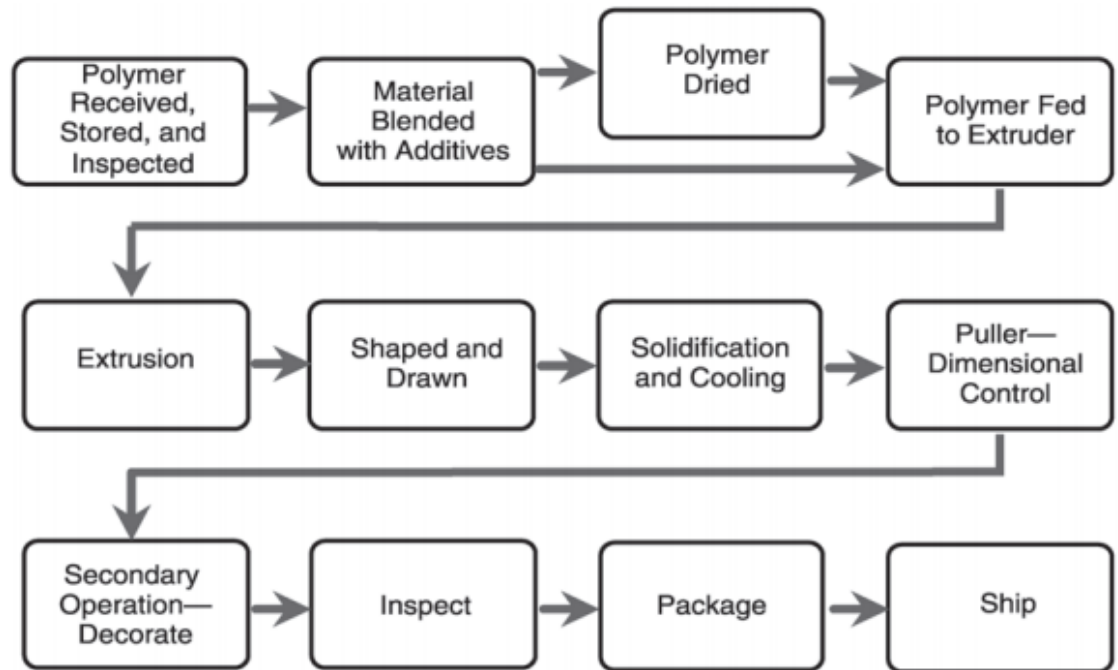 Polymer
Received,
Stored, and
Inspected
Material
Blended
with Additives
Polymer
Dried
Polymer Fed
to Extruder
Extrusion
Shaped and
Drawn
Solidification
and Cooling
Puller—
Dimensional
Control
Secondary
Operation—
Decorate
Inspect
Package
Ship